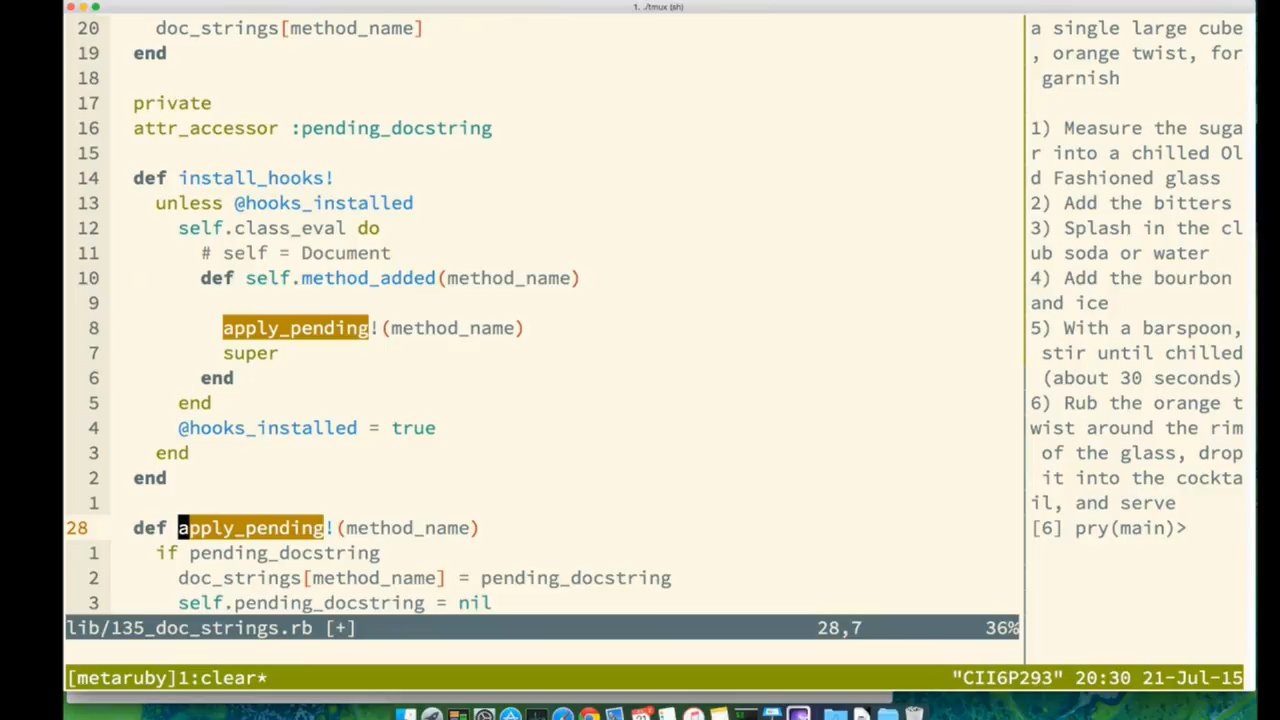 1. ./tmux (sh)
20 doc_strings[method_name]
19 end
18
17 private
16 attr_accessor :pending_docstring
15
14 def install_hooks!
13 unless @hooks_installed
12 self.class_eval do
11 # self = Document
10 def self.method_added(method_name)
9
8 apply_pending!(method_name)
7 super
6 end
5 end
4 @hooks_installed = true
3 end
2 end
1
28 def apply_pending!(method_name)
1 if pending_docstring
2 doc_strings[method_name] = pending_docstring
3 self.pending_docstring = nil
lib/135_doc_strings.rb [+] 28,7 36%
a single large cube
, orange twist, for
garnish
1) Measure the suga
r into a chilled Ol
d Fashioned glass
2) Add the bitters
3) Splash in the cl
ub soda or water
4) Add the bourbon
and ice
5) With a barspoon,
stir until chilled
(about 30 seconds)
6) Rub the orange t
wist around the rim
of the glass, drop
it into the cockta
il, and serve
[6] pry(main)>
[metaruby]1:clear* "CII6P293" 20:30 21-Jul-15